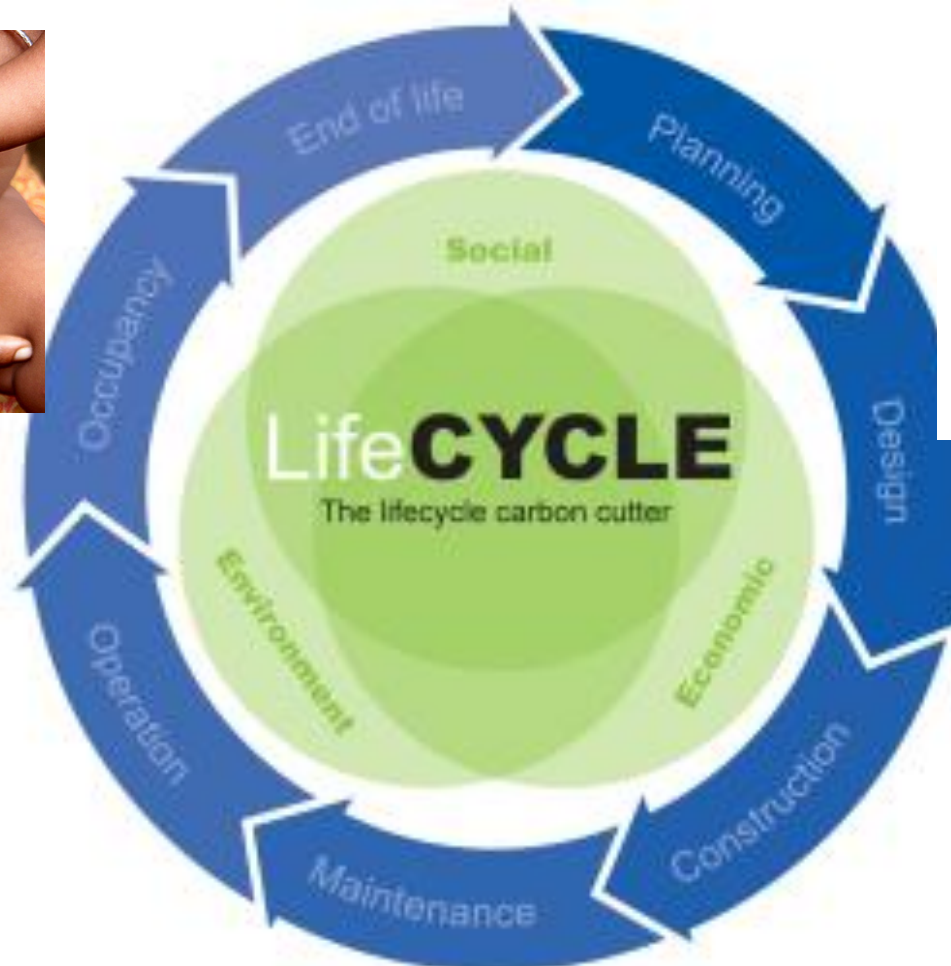 End of life
Planning
Social
Occupancy
Design
LifeCYCLE
The lifecycle carbon cutter
Environment
Economic
Operation
Construction
Maintenance